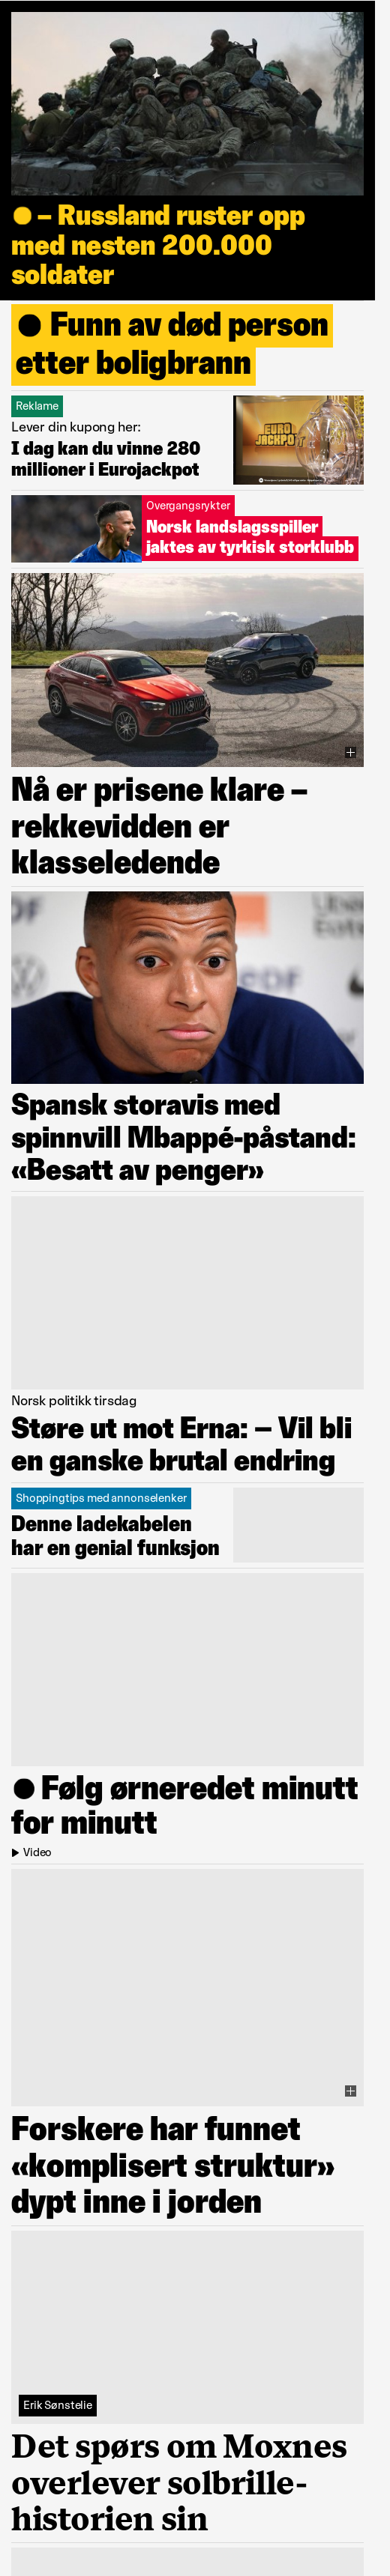 – Russland ruster opp
med nesten 200.000
soldater
Funn av død person
etter boligbrann
Reklame
Lever din kupong her:
I dag kan du vinne 280
millioner i Eurojackpot
EURO
JACKPOT
Overgangsrykter
Norsk landslagsspiller
jaktes av tyrkisk storklubb
Nå er prisene klare –
rekkevidden er
klasseledende
Spansk storavis med
spinnvill Mbappé-påstand:
«Besatt av penger»
Norsk politikk tirsdag
Støre ut mot Erna: – Vil bli
en ganske brutal endring
Shoppingtips med annonselenker
Denne ladekabelen
har en genial funksjon
Følg ørneredet minutt
for minutt
Video
Forskere har funnet
«komplisert struktur»
dypt inne i jorden
Erik Sønstelie
Det spørs om Moxnes
overlever solbrille-
historien sin